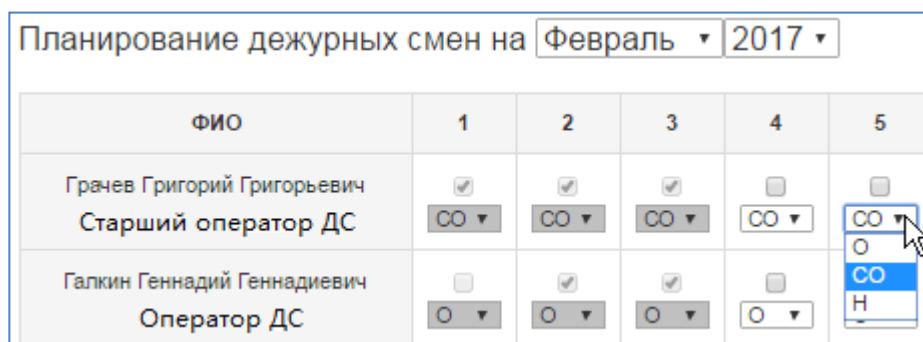 Планирование дежурных смен на Февраль 2017
ФИО 1 2 3 4 5
Грачев Григорий Григорьевич
Старший оператор ДС СО СО СО СО СО
О
СО
Н
Галкин Геннадий Геннадиевич
Оператор ДС О О О О